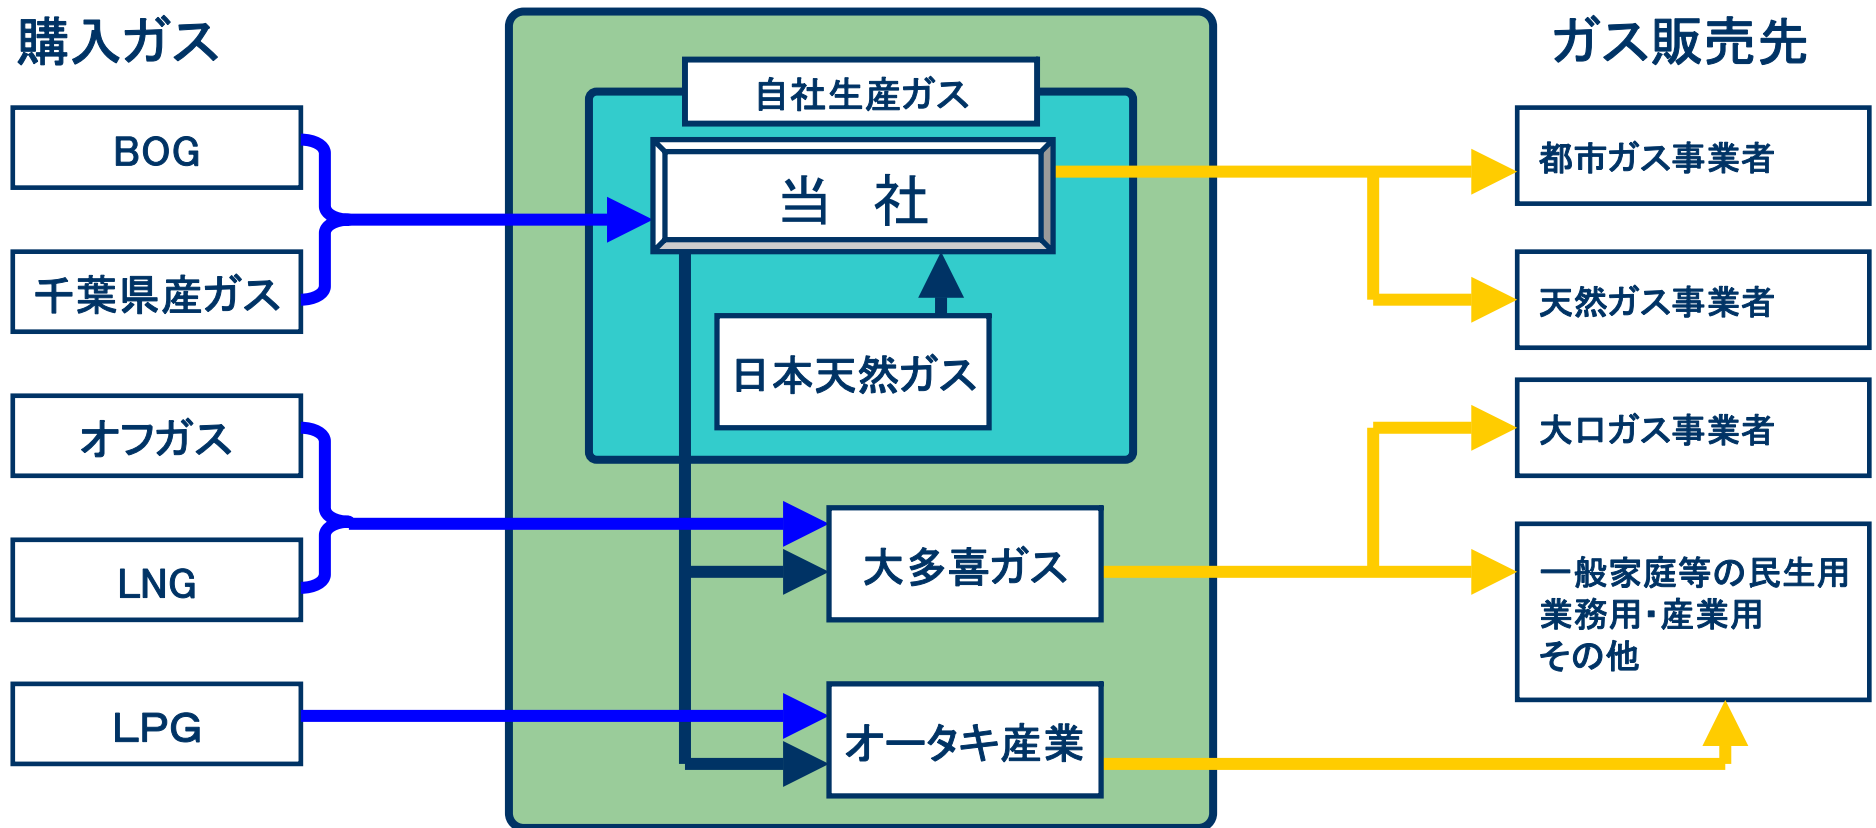 購入ガス
BOG
千葉県産ガス
オフガス
LNG
LPG
自社生産ガス
当 社
日本天然ガス
大多喜ガス
オータキ産業
ガス販売先
都市ガス事業者
天然ガス事業者
大口ガス事業者
一般家庭等の民生用
業務用・産業用
その他